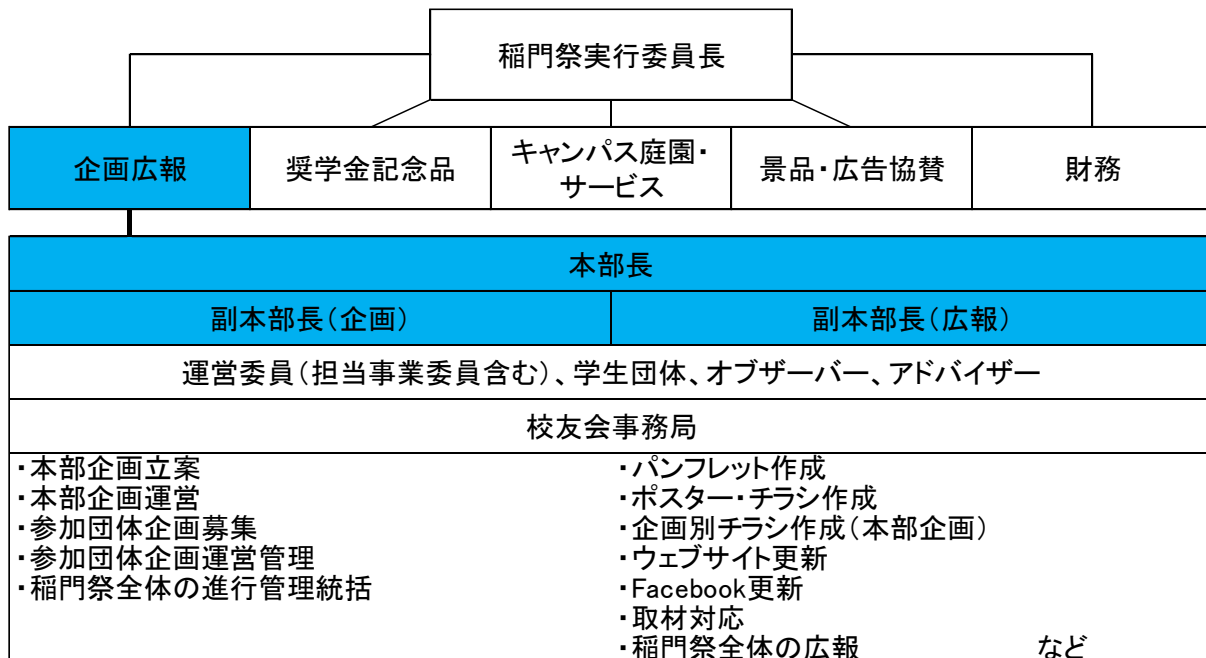 稲門祭実行委員長
企画広報
奨学金記念品
キャンパス庭園・
サービス
景品・広告協賛
財務
本部長
副本部長（企画）
副本部長（広報）
運営委員（担当事業委員含む）、学生団体、オブザーバー、アドバイザー
校友会事務局
・本部企画立案
・本部企画運営
・参加団体企画募集
・参加団体企画運営管理
・稲門祭全体の進行管理統括
・パンフレット作成
・ポスター・チラシ作成
・企画別チラシ作成（本部企画）
・ウェブサイト更新
・Facebook更新
・取材対応
・稲門祭全体の広報　　　　　　　など